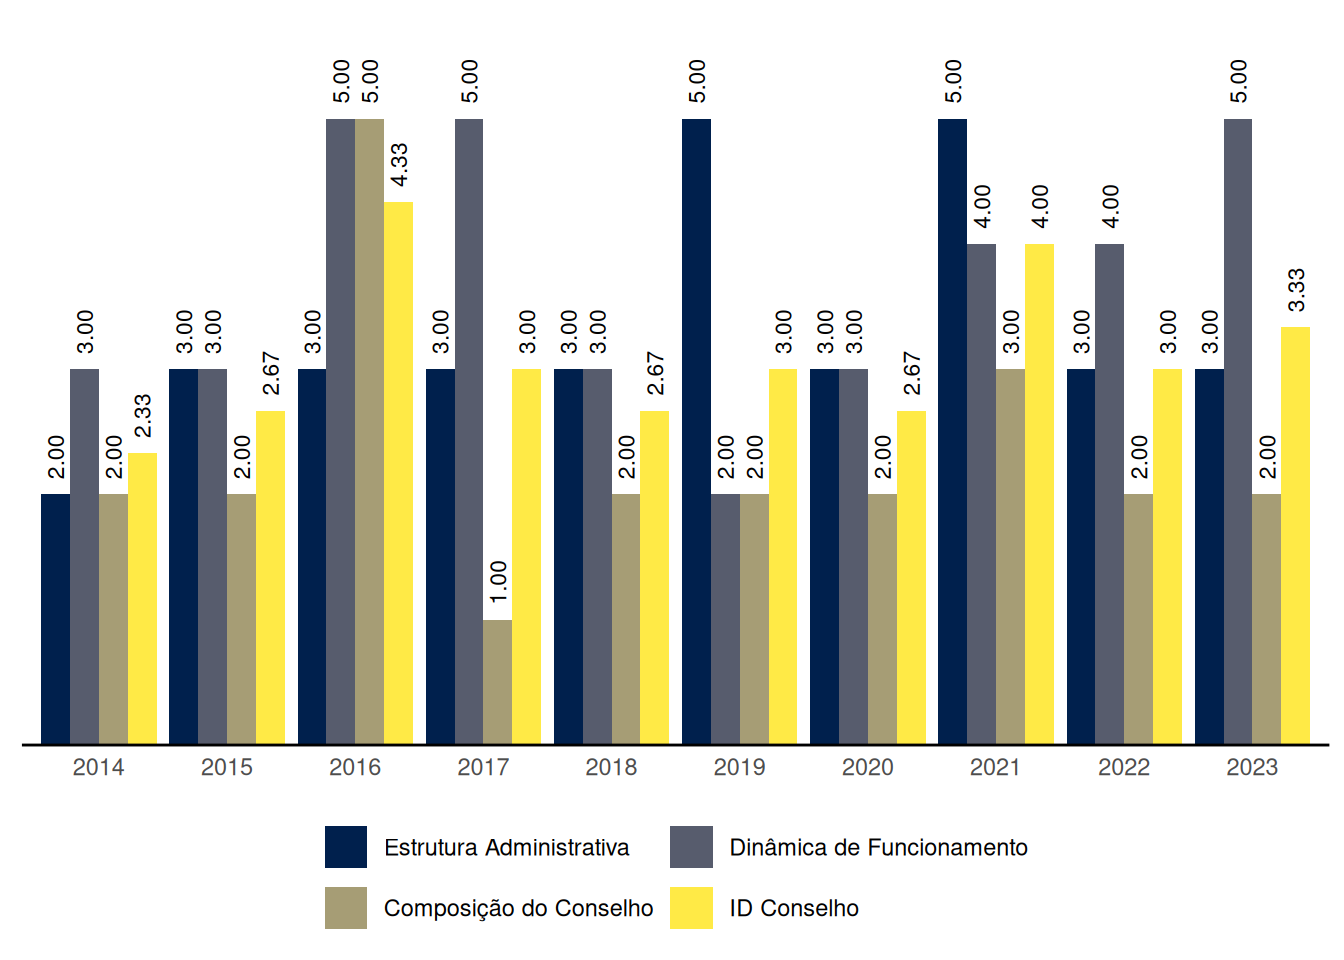 5.00 5.00 5.00 5.00 5.00 5.00
4.33 4.00 4.00 4.00
3.33
3.00 3.00 3.00 3.00 3.00 3.00 3.00 3.00 3.00 3.00 3.00 3.00 3.00 3.00 3.00
2.67 2.67 2.67
2.33
2.00 2.00 2.00 2.00 2.00 2.00 2.00 2.00 2.00
1.00
2014 2015 2016 2017 2018 2019 2020 2021 2022 2023
Estrutura Administrativa Dinâmica de Funcionamento
Composição do Conselho ID Conselho